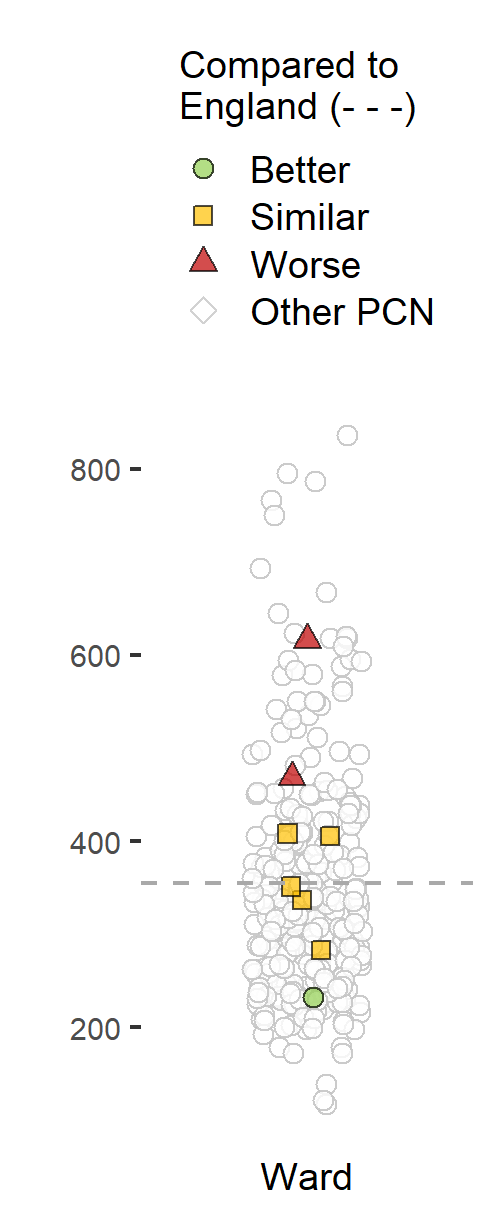 Compared to
England (- - -)
Better
Similar
Worse
Other PCN
800
600
400
200
Ward